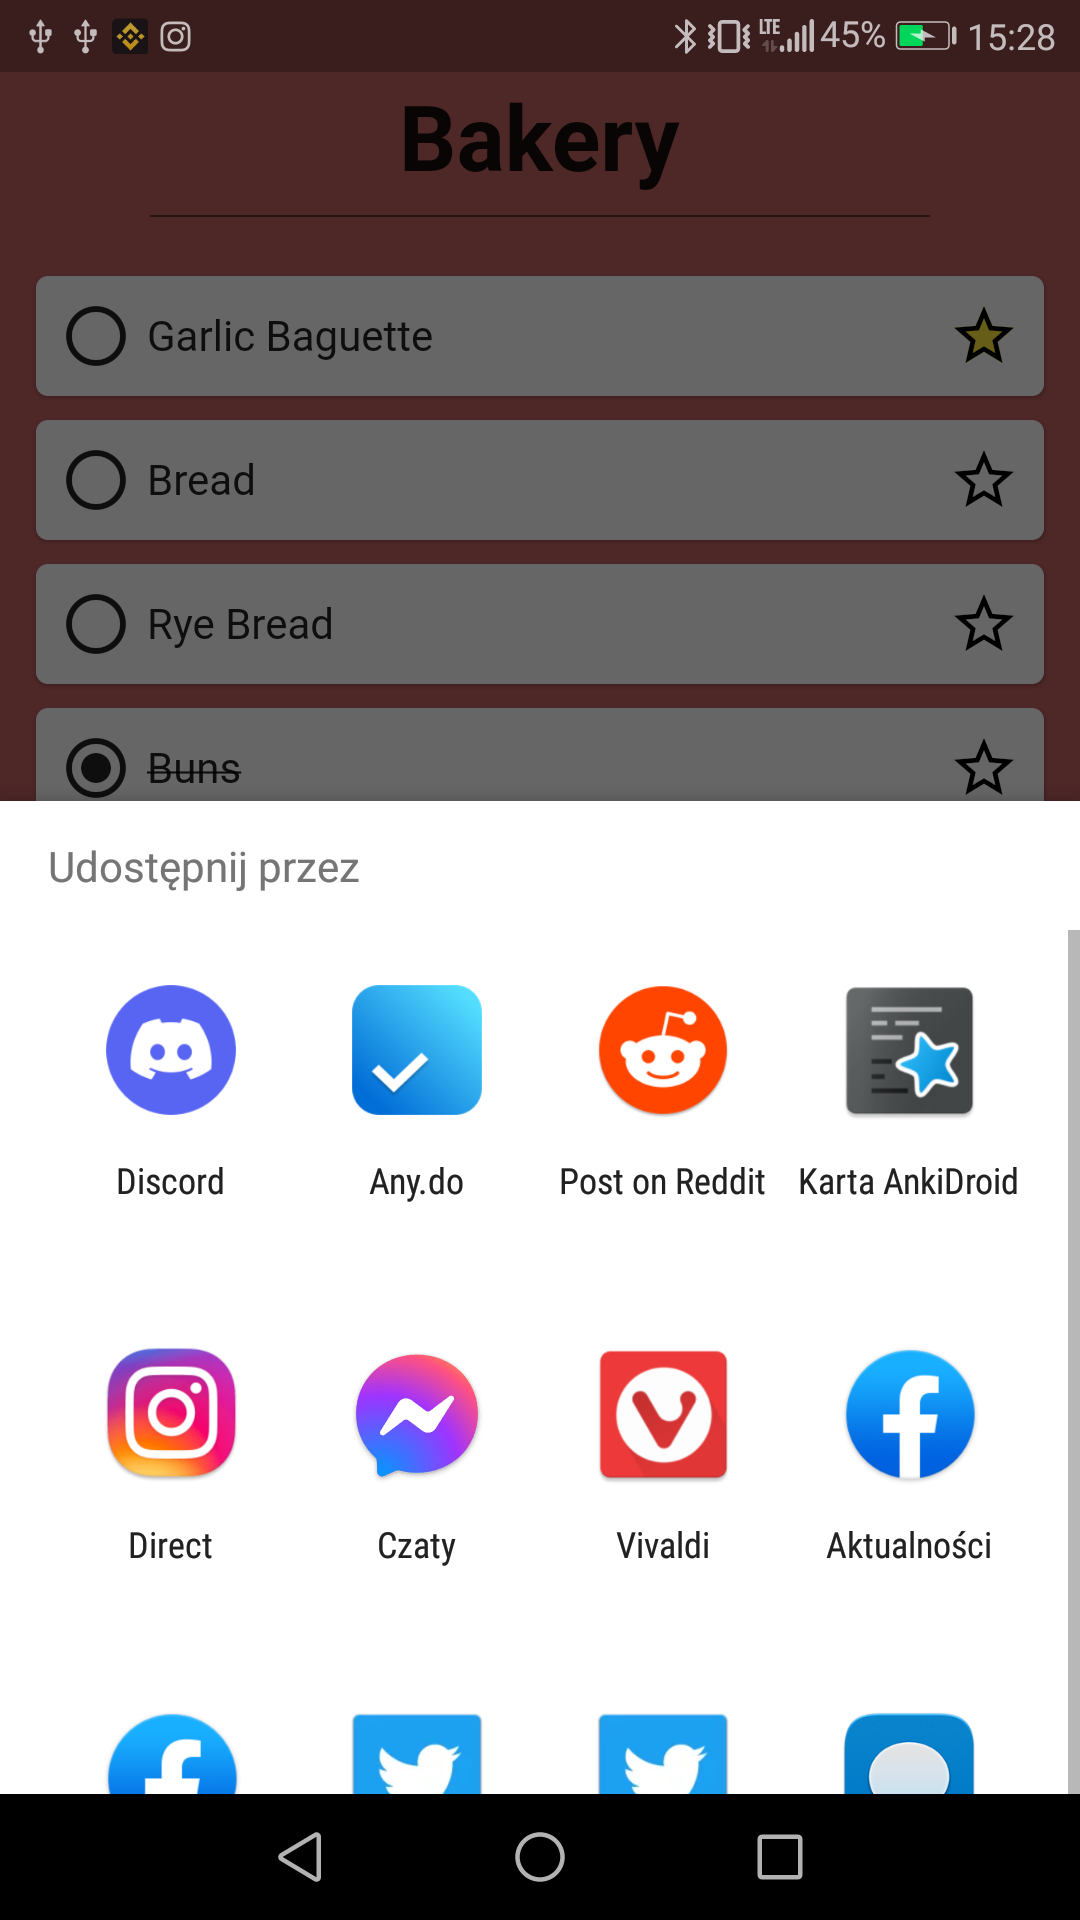 LTE 45% 15:28
Bakery
Garlic Baguette
Bread
Rye Bread
Buns
Udostępnij przez
Discord Any.do Post on Reddit Karta AnkiDroid
Direct Czaty Vivaldi Aktualności